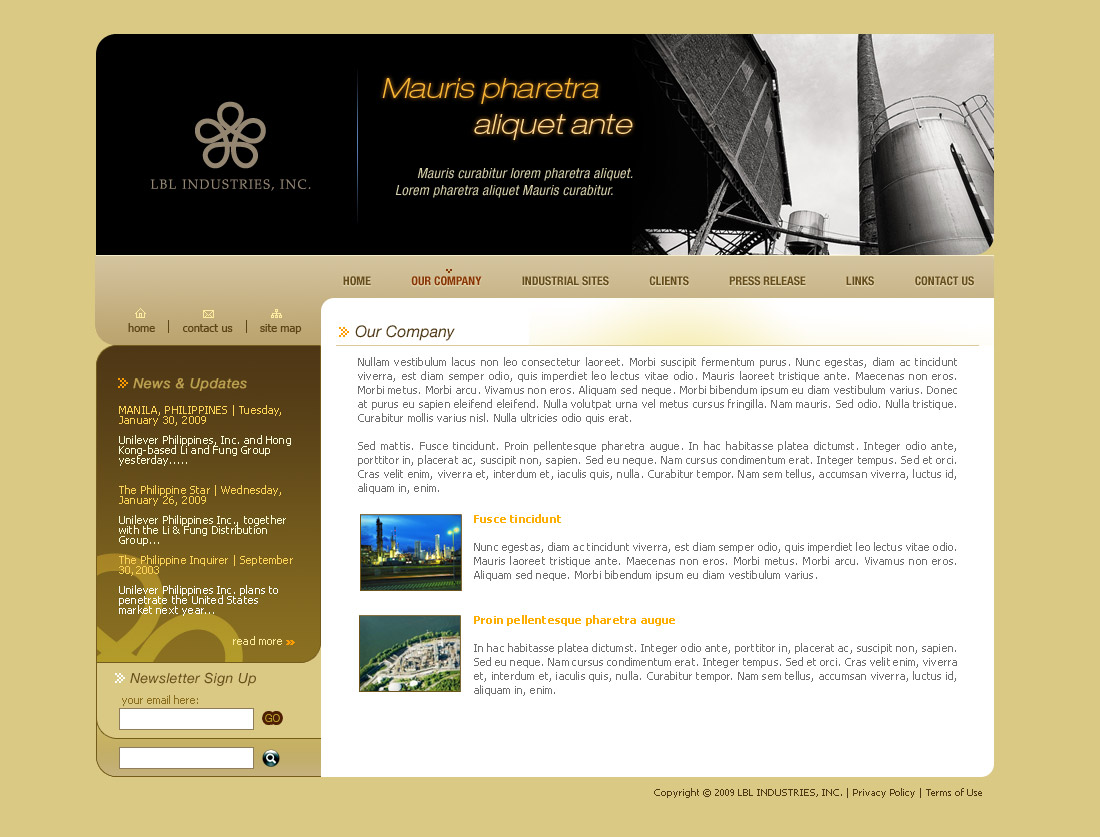 Mauris pharetra
aliquet ante
Mauris curabitur lorem pharetra aliquet.
Lorem pharetra aliquet Mauris curabitur.
LBL INDUSTRIES, INC.
HOME OUR COMPANY INDUSTRIAL SITES CLIENTS PRESS RELEASE LINKS CONTACT US
home | contact us | site map
News & Updates
MANILA, PHILIPPINES | Tuesday,
January 30, 2009
Unilever Philippines, Inc. and Hong
Kong-based Li and Fung Group
yesterday.....
The Philippine Star | Wednesday,
January 26, 2009
Unilever Philippines Inc., together
with the Li & Fung Distribution
Group...
The Philippine Inquirer | September
30,2003
Unilever Philippines Inc. plans to
penetrate the United States
market next year...
read more
Newsletter Sign Up
your email here:
GO
Our Company
Nullam vestibulum lacus non leo consectetur laoreet. Morbi suscipit fermentum purus. Nunc egestas, diam ac tincidunt
viverra, est diam semper odio, quis imperdiet leo lectus vitae odio. Mauris laoreet tristique ante. Maecenas non eros.
Morbi metus. Morbi arcu. Vivamus non eros. Aliquam sed neque. Morbi bibendum ipsum eu diam vestibulum varius. Donec
at purus eu sapien eleifend eleifend. Nulla volutpat urna vel metus cursus fringilla. Nam mauris. Sed odio. Nulla tristique.
Curabitur mollis varius nisl. Nulla ultricies odio quis erat.
Sed mattis. Fusce tincidunt. Proin pellentesque pharetra augue. In hac habitasse platea dictumst. Integer odio ante,
porttitor in, placerat ac, suscipit non, sapien. Sed eu neque. Nam cursus condimentum erat. Integer tempus. Sed et orci.
Cras velit enim, viverra et, interdum et, iaculis quis, nulla. Curabitur tempor. Nam sem tellus, accumsan viverra, luctus id,
aliquam in, enim.
Fusce tincidunt
Nunc egestas, diam ac tincidunt viverra, est diam semper odio, quis imperdiet leo lectus vitae odio.
Mauris laoreet tristique ante. Maecenas non eros. Morbi metus. Morbi arcu. Vivamus non eros.
Aliquam sed neque. Morbi bibendum ipsum eu diam vestibulum varius.
Proin pellentesque pharetra augue
In hac habitasse platea dictumst. Integer odio ante, porttitor in, placerat ac, suscipit non, sapien.
Sed eu neque. Nam cursus condimentum erat. Integer tempus. Sed et orci. Cras velit enim, viverra
et, interdum et, iaculis quis, nulla. Curabitur tempor. Nam sem tellus, accumsan viverra, luctus id,
aliquam in, enim.
Copyright © 2009 LBL INDUSTRIES, INC. | Privacy Policy | Terms of Use